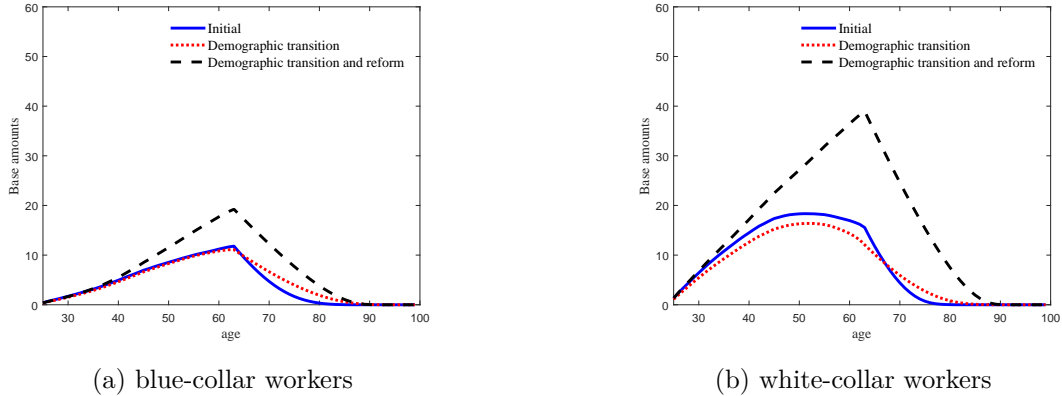 60
50
40
30
20
10
0
Base amounts
Initial
Demographic transition
Demographic transition and reform
30 40 50 60 70 80 90 100
age
(a) blue-collar workers
60
50
40
30
20
10
0
Base amounts
Initial
Demographic transition
Demographic transition and reform
30 40 50 60 70 80 90 100
age
(b) white-collar workers